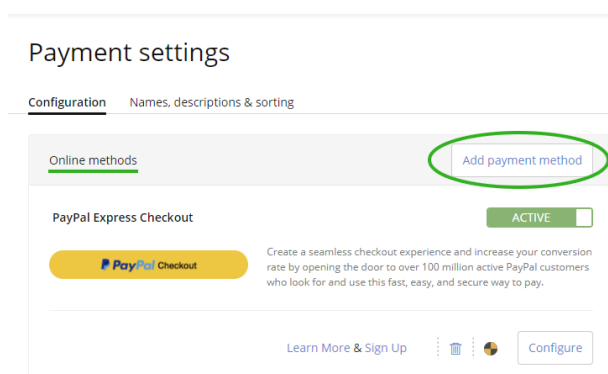 Payment settings
Configuration Names, descriptions & sorting
Online methods Add payment method
PayPal Express Checkout ACTIVE
PayPal Checkout
Create a seamless checkout experience and increase your conversion
rate by opening the door to over 100 million active PayPal customers
who look for and use this fast, easy, and secure way to pay.
Learn More & Sign Up Configure